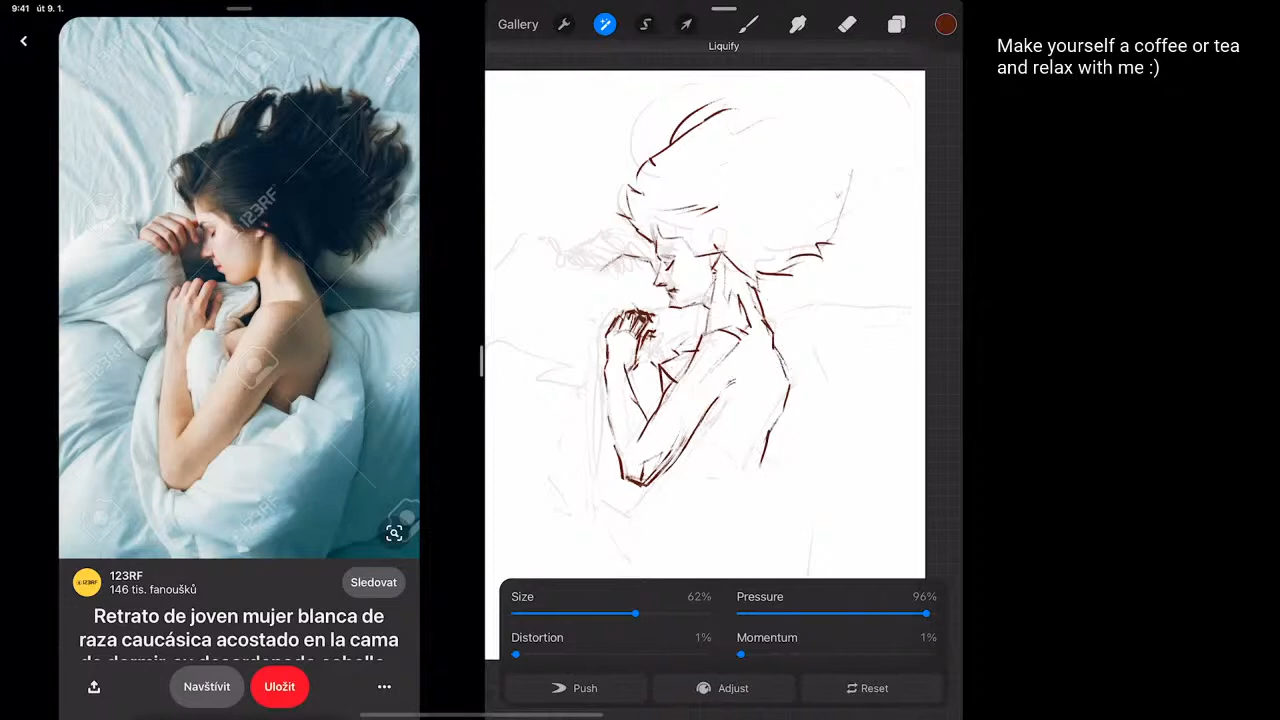 9:41 út 9. 1.
123RF
123RF
123RF
146 tis. fanoušků
Sledovat
Retrato de joven mujer blanca de
raza caucásica acostado en la cama
Navštívit
Uložit
Gallery
Liquify
Size
62%
Pressure
96%
Distortion
1%
Momentum
1%
Push
Adjust
Reset
Make yourself a coffee or tea
and relax with me :)